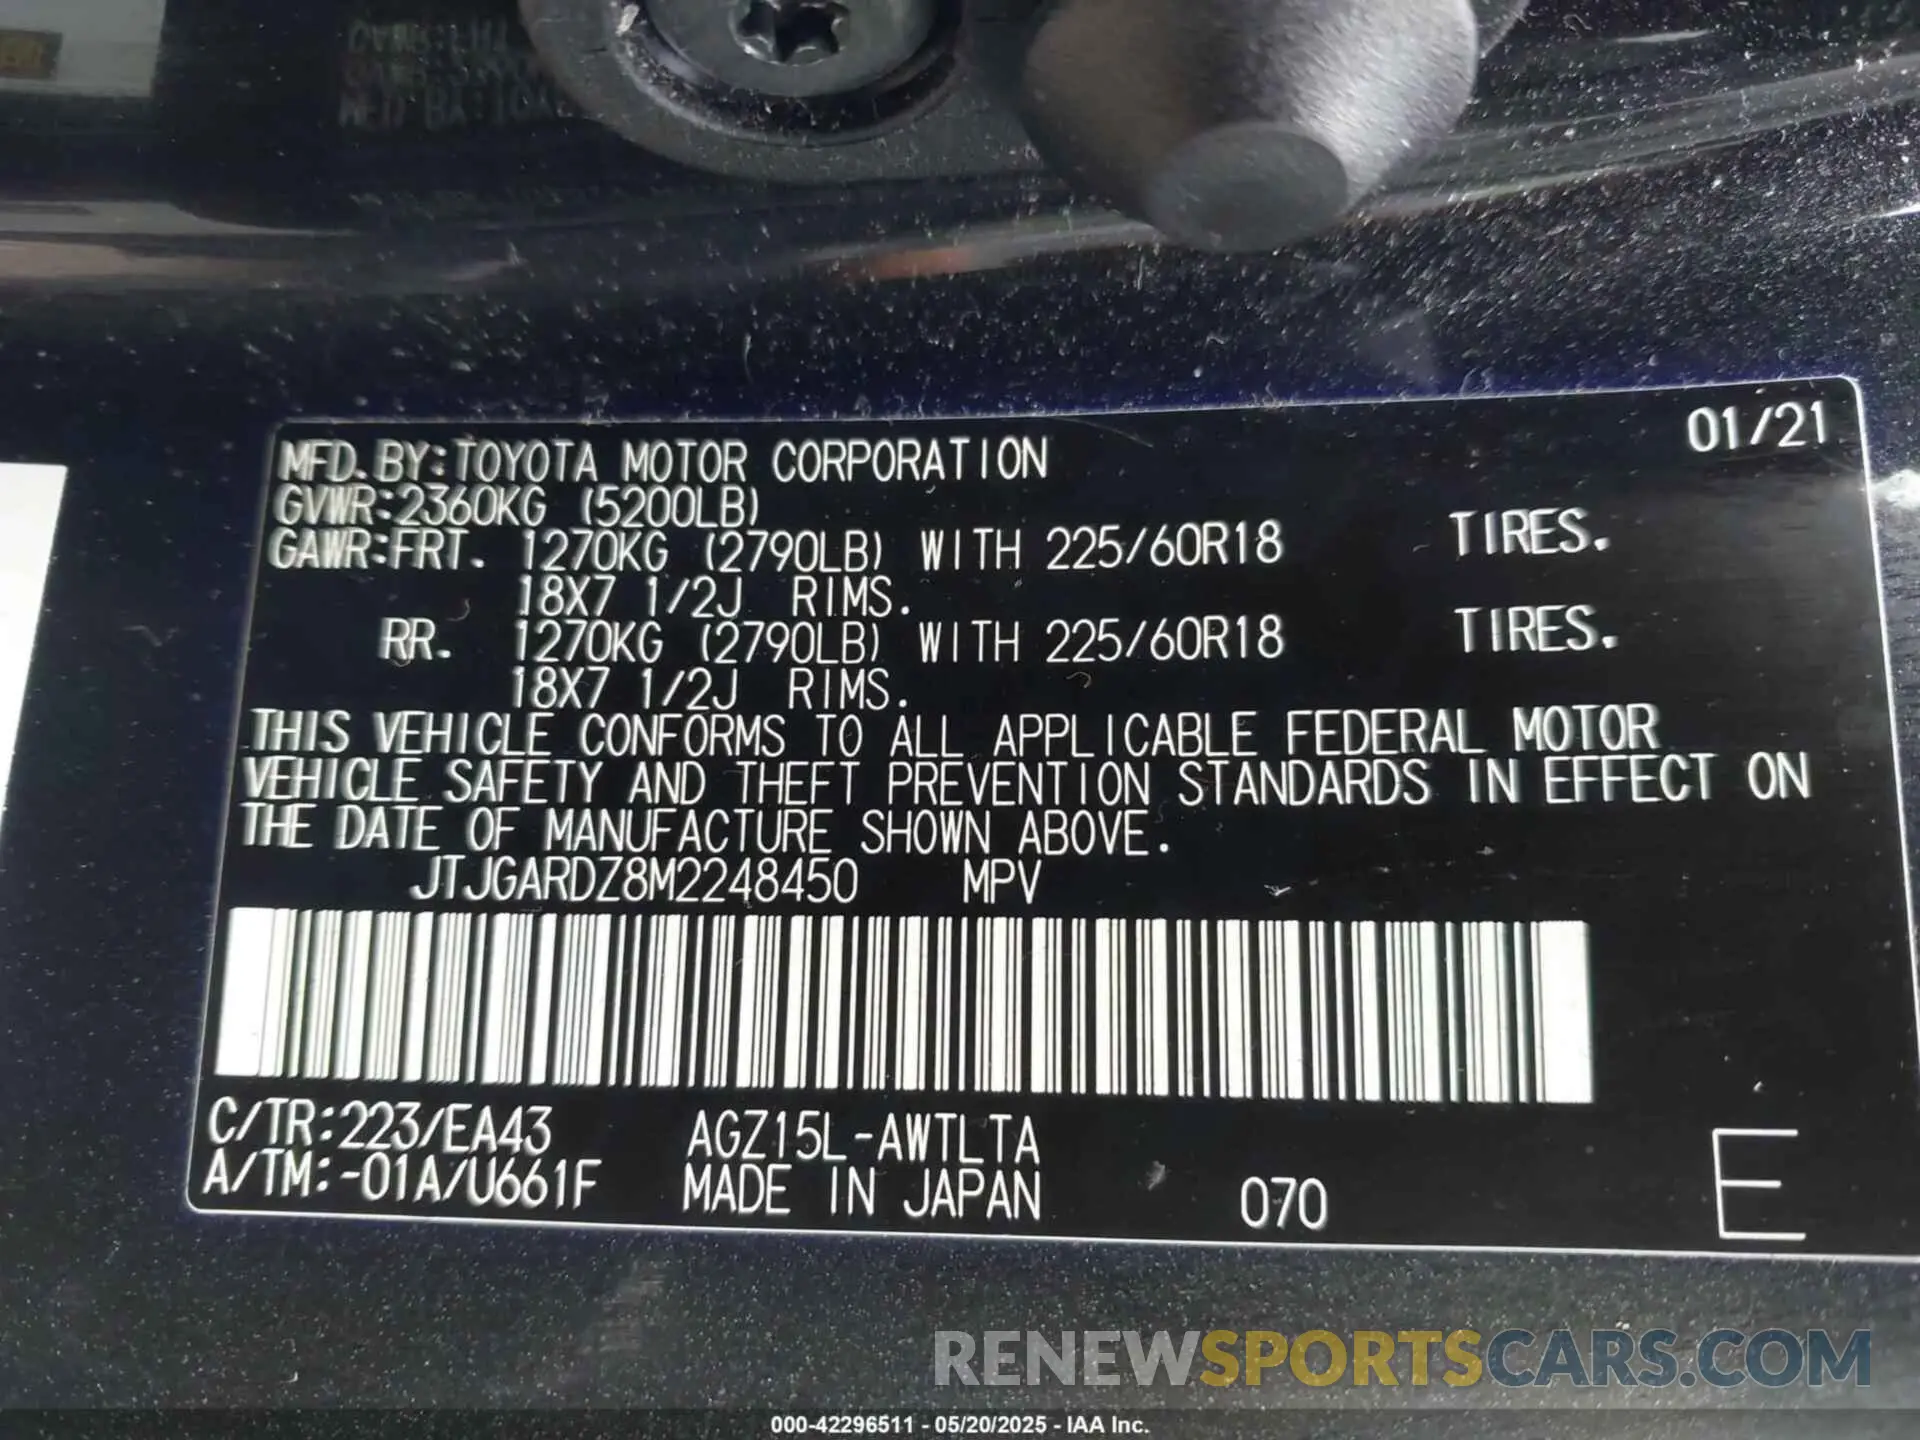 01/21
MFD.BY:TOYOTA MOTOR CORPORATION
GVWR:2360KG (5200LB)
GAWR:FRT. 1270KG (2790LB) WITH 225/60R18 TIRES.
18X7 1/2J RIMS.
RR. 1270KG (2790LB) WITH 225/60R18 TIRES.
18X7 1/2J RIMS.
THIS VEHICLE CONFORMS TO ALL APPLICABLE FEDERAL MOTOR
VEHICLE SAFETY AND THEFT PREVENTION STANDARDS IN EFFECT ON
THE DATE OF MANUFACTURE SHOWN ABOVE.
JTJGARDZ8M2248450 MPV
C/TR:223/EA43 AGZ15L-AWTLTA
A/TM:-01A/U661F MADE IN JAPAN 070 E
RENEWSPORTSCARS.COM
000-42296511 - 05/20/2025 - IAA Inc.